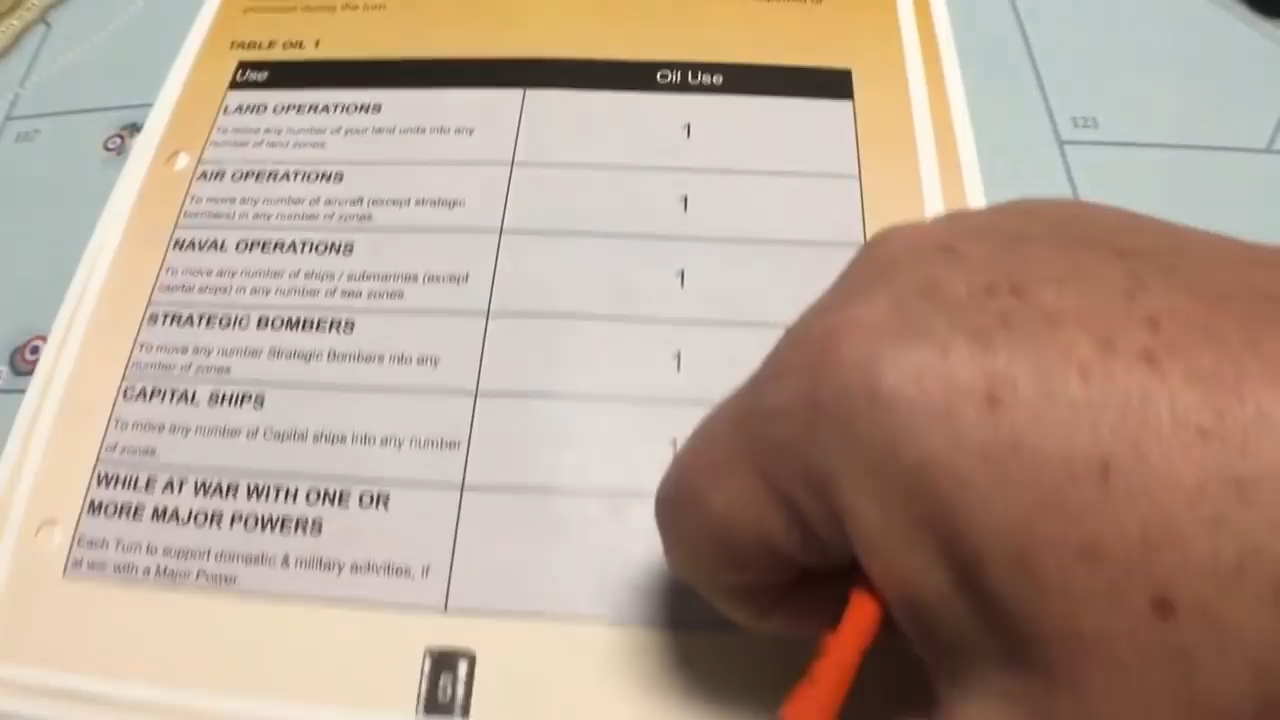 during the turn
TABLE OIL 1
Use
Oil Use
LAND OPERATIONS
To move any number of your land units into any
number of land zones.
1
AIR OPERATIONS
To move any number of aircraft (except strategic
bombers) in any number of zones.
1
NAVAL OPERATIONS
To move any number of ships / submarines (except
capital ships) in any number of sea zones.
1
STRATEGIC BOMBERS
To move any number Strategic Bombers into any
number of zones
1
CAPITAL SHIPS
To move any number of Capital ships into any number
of zones.
1
WHILE AT WAR WITH ONE OR
MORE MAJOR POWERS
Each Turn to support domestic & military activities, if
at war with a Major Power.
121